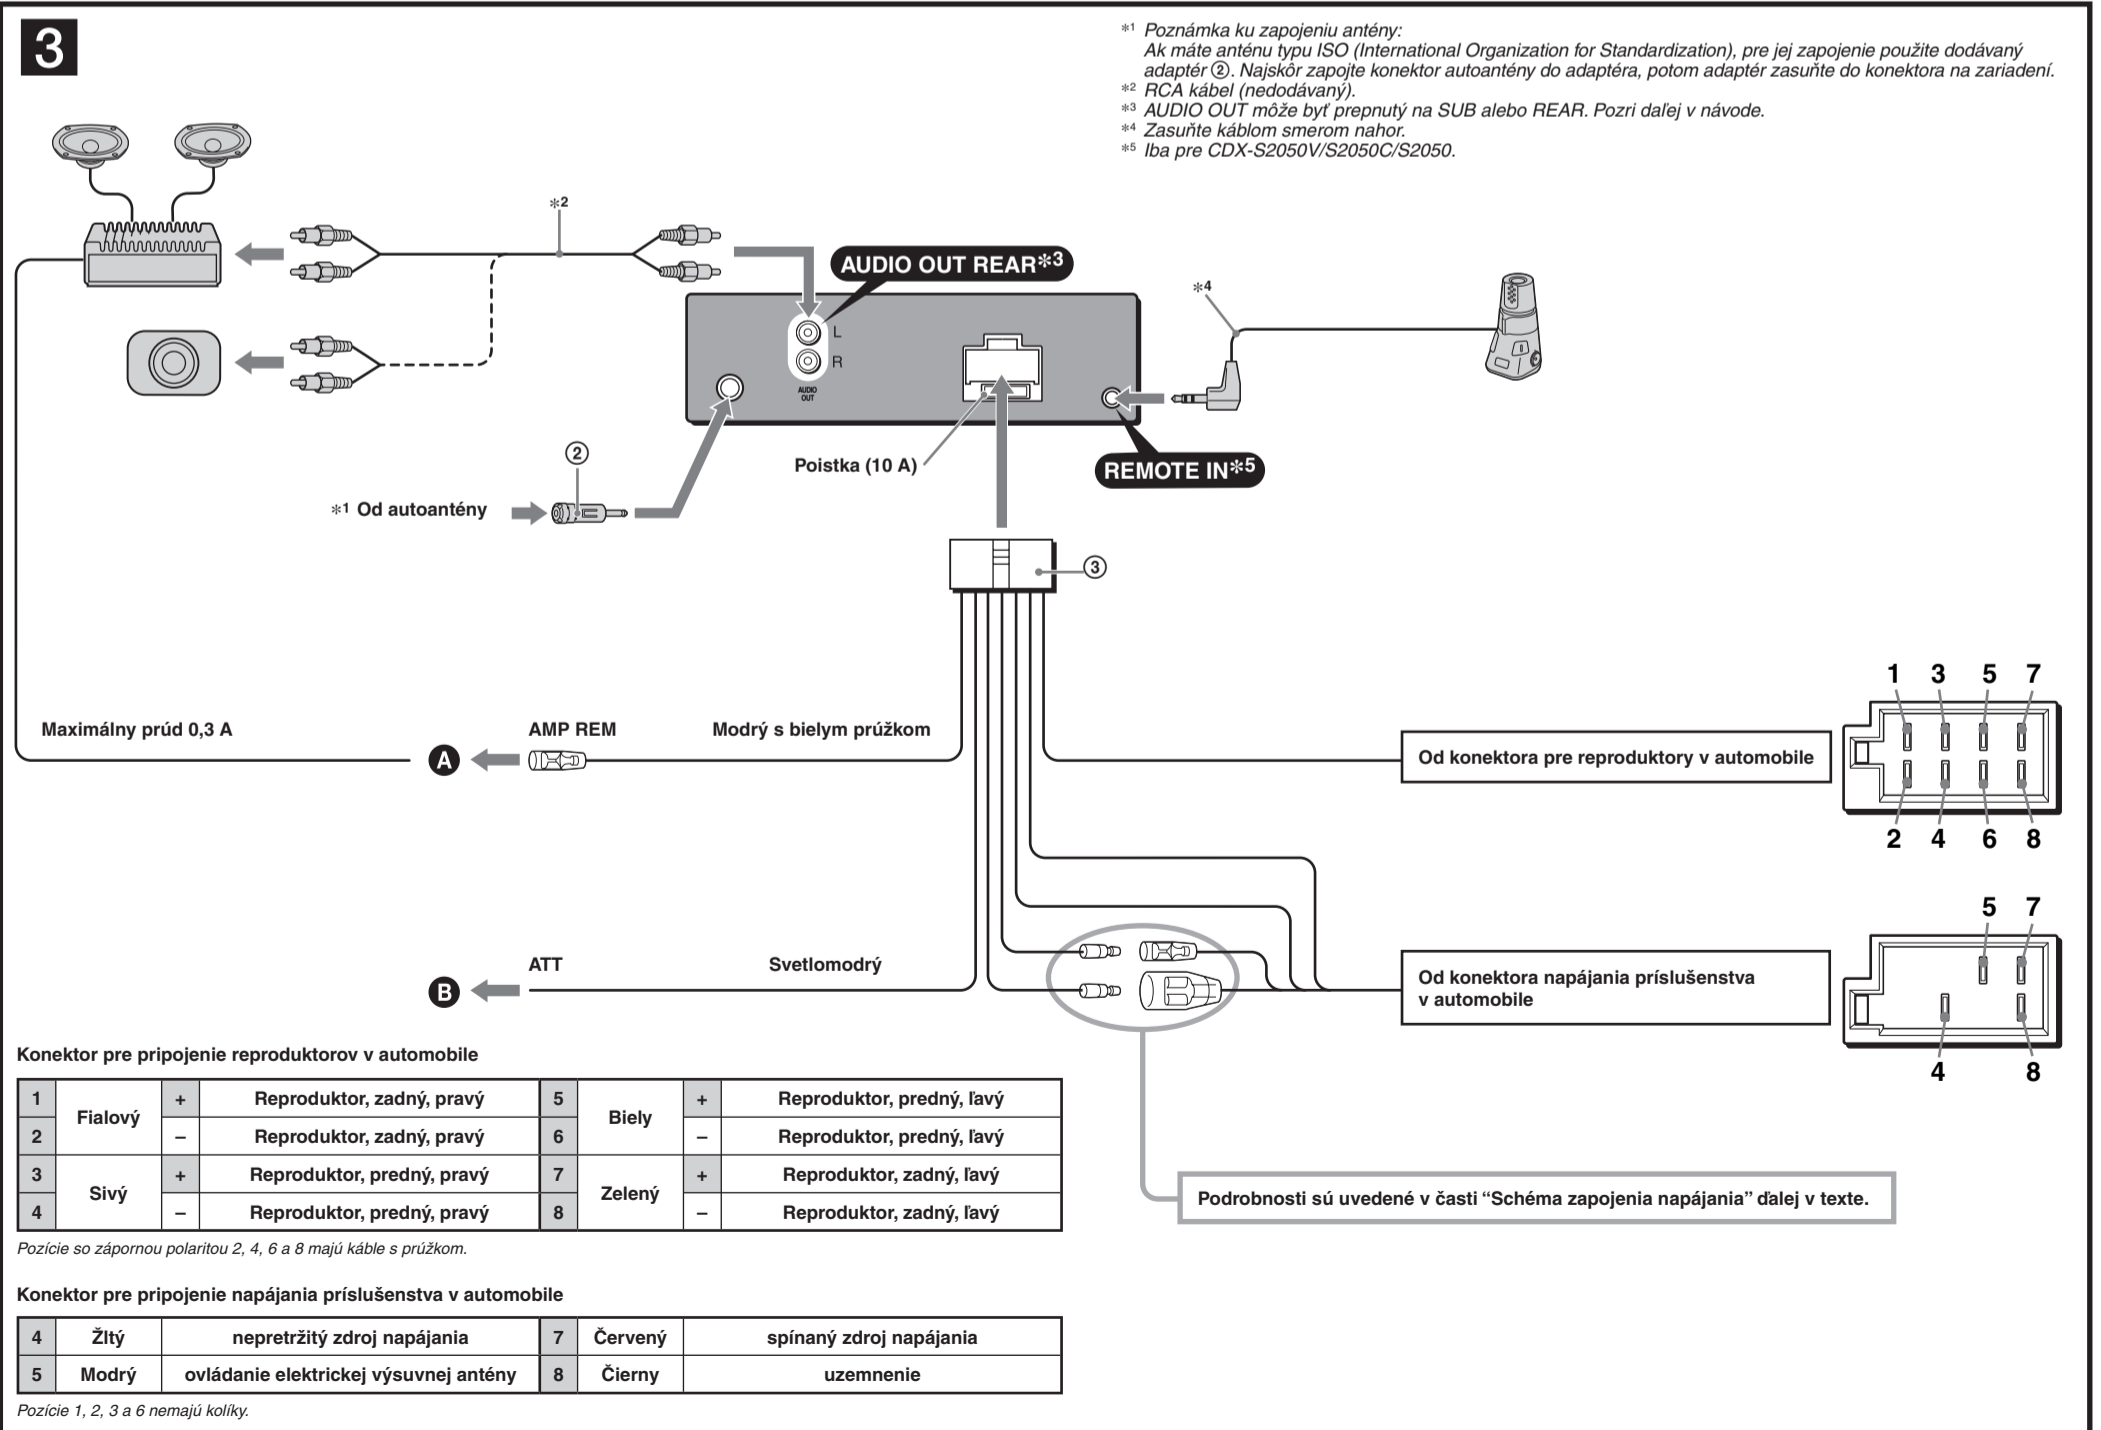 3
*1 Poznámka ku zapojeniu antény:
Ak máte anténu typu ISO (International Organization for Standardization), pre jej zapojenie použite dodávaný
adaptér ②. Najskôr zapojte konektor autoantény do adaptéra, potom adaptér zasuňte do konektora na zariadení.
*2 RCA kábel (nedodávaný).
*3 AUDIO OUT môže byť prepnutý na SUB alebo REAR. Pozri ďaľej v návode.
*4 Zasuňte káblom smerom nahor.
*5 Iba pre CDX-S2050V/S2050C/S2050.
*2
AUDIO OUT REAR*3
*4
L
R
AUDIO
OUT
②
Poistka (10 A)
REMOTE IN*5
*1 Od autoantény
③
1 3 5 7
Maximálny prúd 0,3 A
AMP REM
Modrý s bielym prúžkom
A
Od konektora pre reproduktory v automobile
2 4 6 8
5 7
ATT
Svetlomodrý
B
Od konektora napájania príslušenstva
v automobile
4 8
Konektor pre pripojenie reproduktorov v automobile
1 Fialový + Reproduktor, zadný, pravý 5 Biely + Reproduktor, predný, ľavý
2 – Reproduktor, zadný, pravý 6 – Reproduktor, predný, ľavý
3 Sivý + Reproduktor, predný, pravý 7 Zelený + Reproduktor, zadný, ľavý
4 – Reproduktor, predný, pravý 8 – Reproduktor, zadný, ľavý
Pozície so zápornou polaritou 2, 4, 6 a 8 majú káble s prúžkom.
Podrobnosti sú uvedené v časti “Schéma zapojenia napájania” ďalej v texte.
Konektor pre pripojenie napájania príslušenstva v automobile
4 Žltý nepretržitý zdroj napájania 7 Červený spínaný zdroj napájania
5 Modrý ovládanie elektrickej výsuvnej antény 8 Čierny uzemnenie
Pozície 1, 2, 3 a 6 nemajú kolíky.